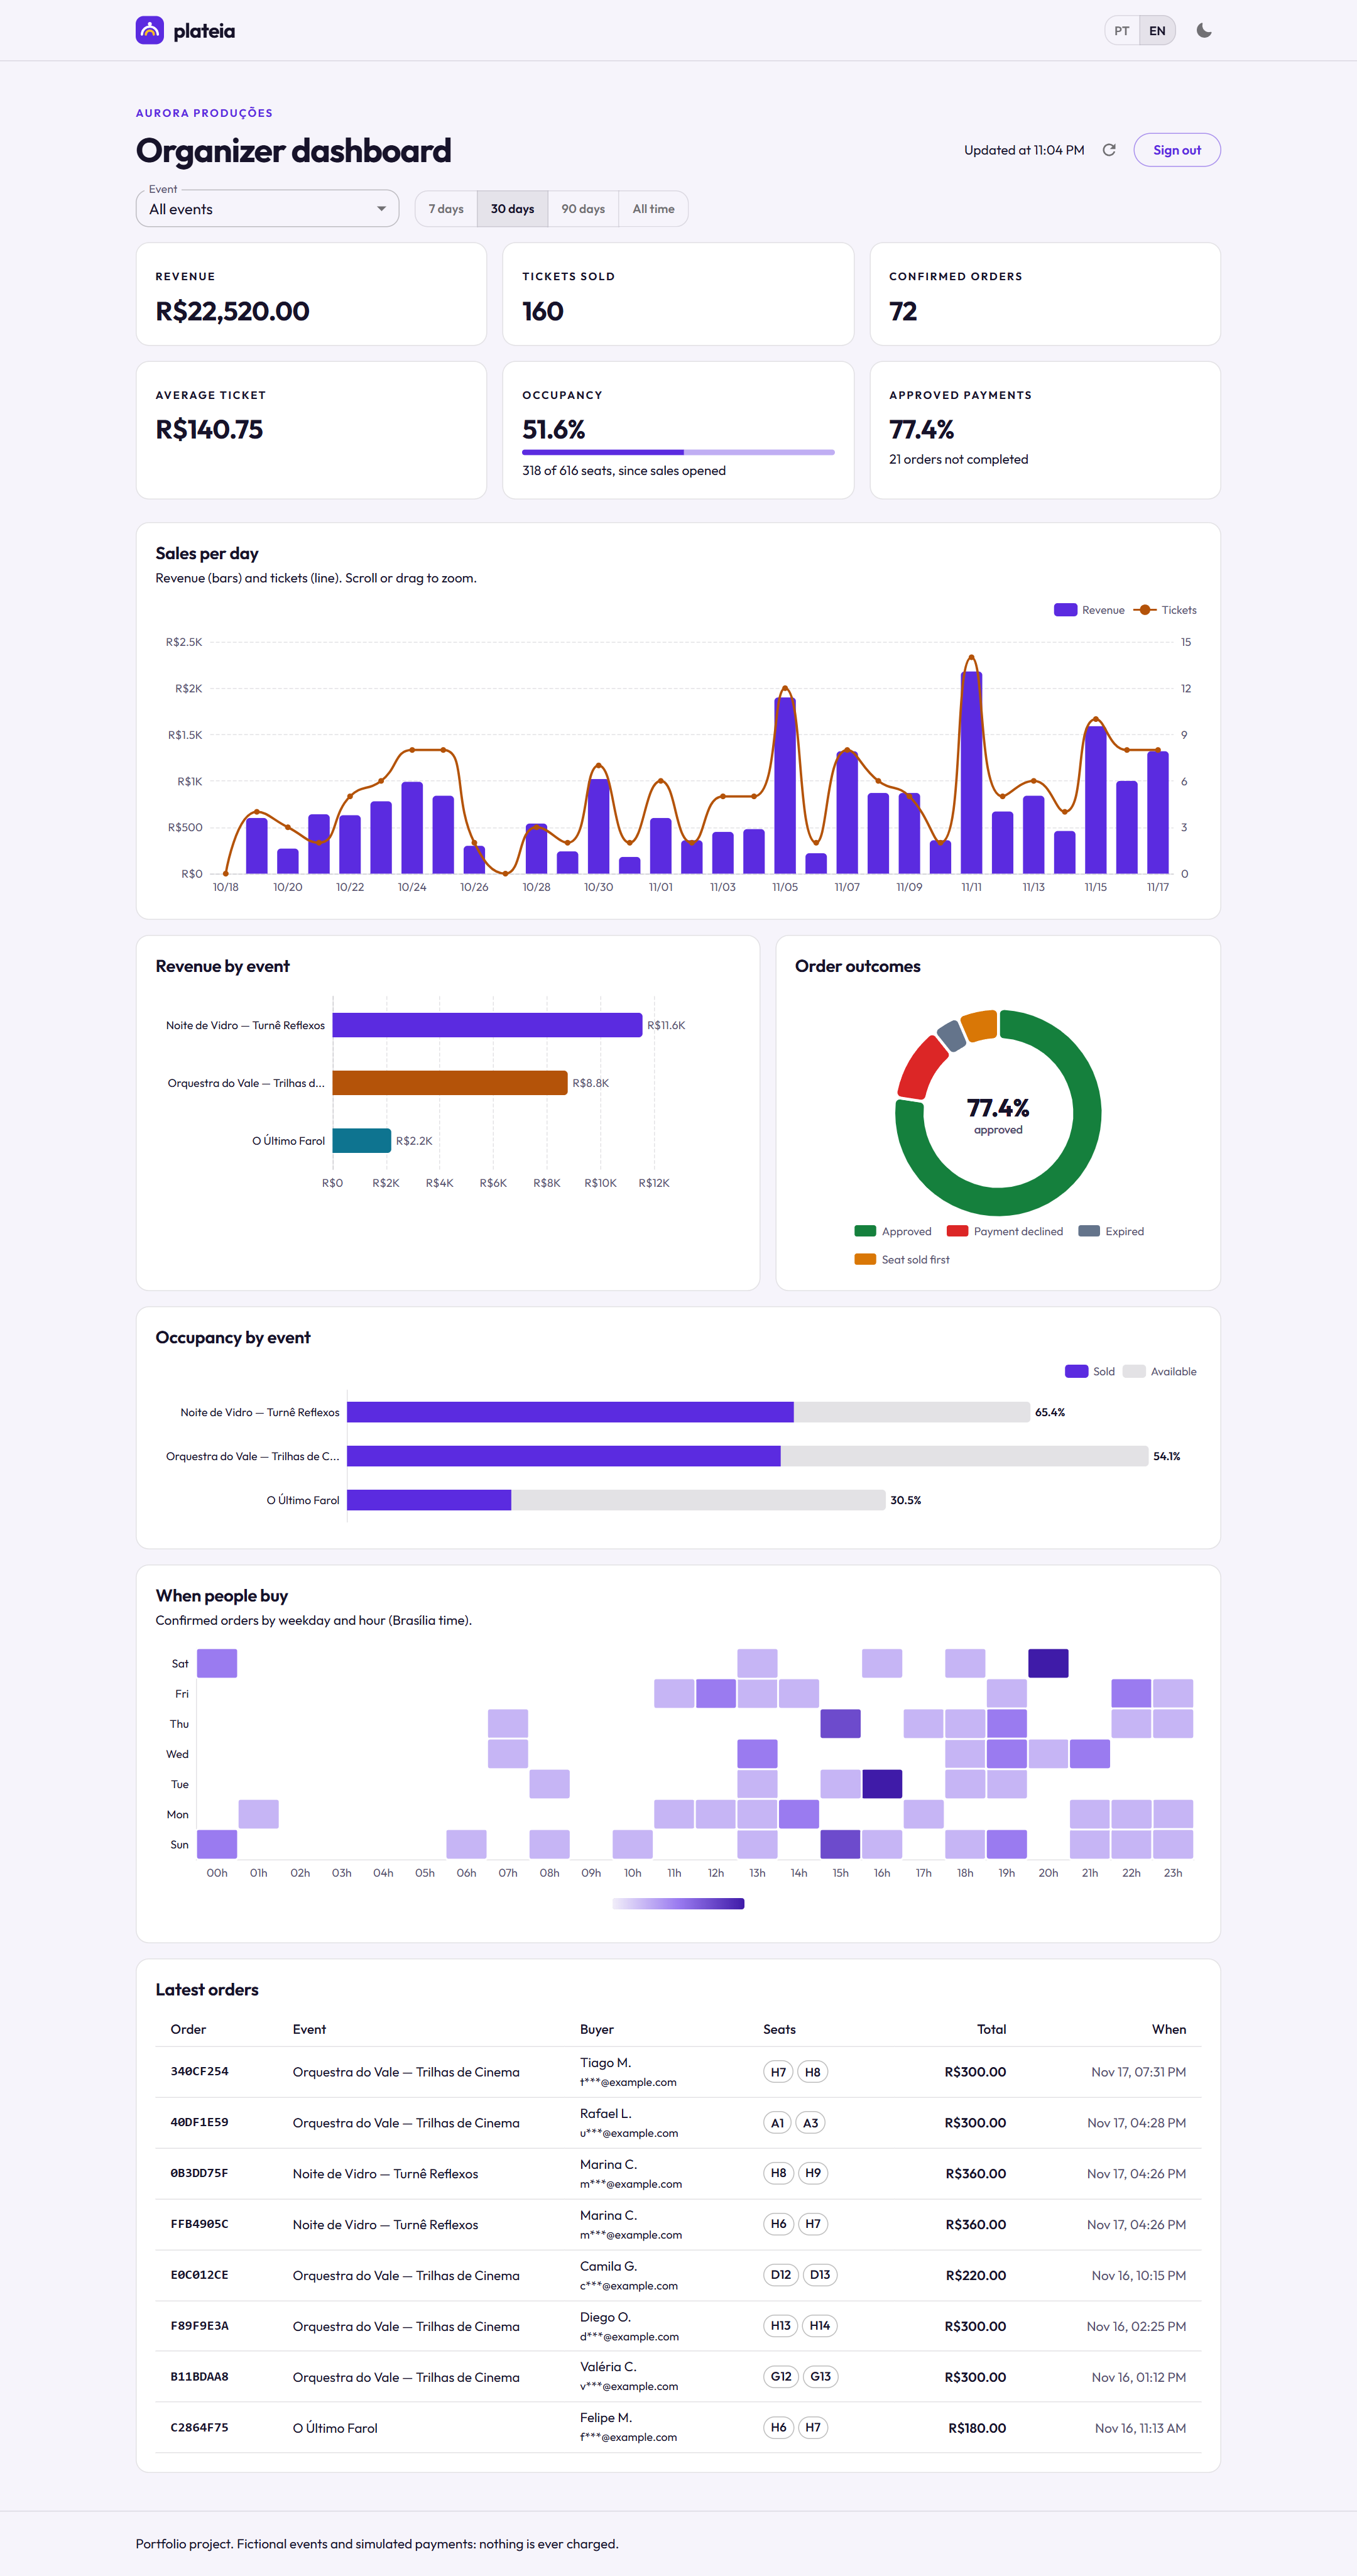 plateia
PT EN
AURORA PRODUÇÕES
Organizer dashboard
Updated at 11:04 PM
Sign out
Event
All events
7 days 30 days 90 days All time
REVENUE
R$22,520.00
TICKETS SOLD
160
CONFIRMED ORDERS
72
AVERAGE TICKET
R$140.75
OCCUPANCY
51.6%
318 of 616 seats, since sales opened
APPROVED PAYMENTS
77.4%
21 orders not completed
Sales per day
Revenue (bars) and tickets (line). Scroll or drag to zoom.
Revenue Tickets
R$2.5K 15
R$2K 12
R$1.5K 9
R$1K 6
R$500 3
R$0 0
10/18 10/20 10/22 10/24 10/26 10/28 10/30 11/01 11/03 11/05 11/07 11/09 11/11 11/13 11/15 11/17
Revenue by event
Noite de Vidro — Turnê Reflexos R$11.6K
Orquestra do Vale — Trilhas d... R$8.8K
O Último Farol R$2.2K
R$0 R$2K R$4K R$6K R$8K R$10K R$12K
Order outcomes
77.4%
approved
Approved Payment declined Expired
Seat sold first
Occupancy by event
Sold Available
Noite de Vidro — Turnê Reflexos 65.4%
Orquestra do Vale — Trilhas de C... 54.1%
O Último Farol 30.5%
When people buy
Confirmed orders by weekday and hour (Brasília time).
Sat
Fri
Thu
Wed
Tue
Mon
Sun
00h 01h 02h 03h 04h 05h 06h 07h 08h 09h 10h 11h 12h 13h 14h 15h 16h 17h 18h 19h 20h 21h 22h 23h
Latest orders
Order Event Buyer Seats Total When
340CF254 Orquestra do Vale — Trilhas de Cinema Tiago M. H7 H8 R$300.00 Nov 17, 07:31 PM
t***@example.com
40DF1E59 Orquestra do Vale — Trilhas de Cinema Rafael L. A1 A3 R$300.00 Nov 17, 04:28 PM
u***@example.com
0B3DD75F Noite de Vidro — Turnê Reflexos Marina C. H8 H9 R$360.00 Nov 17, 04:26 PM
m***@example.com
FFB4905C Noite de Vidro — Turnê Reflexos Marina C. H6 H7 R$360.00 Nov 17, 04:26 PM
m***@example.com
E0C012CE Orquestra do Vale — Trilhas de Cinema Camila G. D12 D13 R$220.00 Nov 16, 10:15 PM
c***@example.com
F89F9E3A Orquestra do Vale — Trilhas de Cinema Diego O. H13 H14 R$300.00 Nov 16, 02:25 PM
d***@example.com
B11BDAA8 Orquestra do Vale — Trilhas de Cinema Valéria C. G12 G13 R$300.00 Nov 16, 01:12 PM
v***@example.com
C2864F75 O Último Farol Felipe M. H6 H7 R$180.00 Nov 16, 11:13 AM
f***@example.com
Portfolio project. Fictional events and simulated payments: nothing is ever charged.